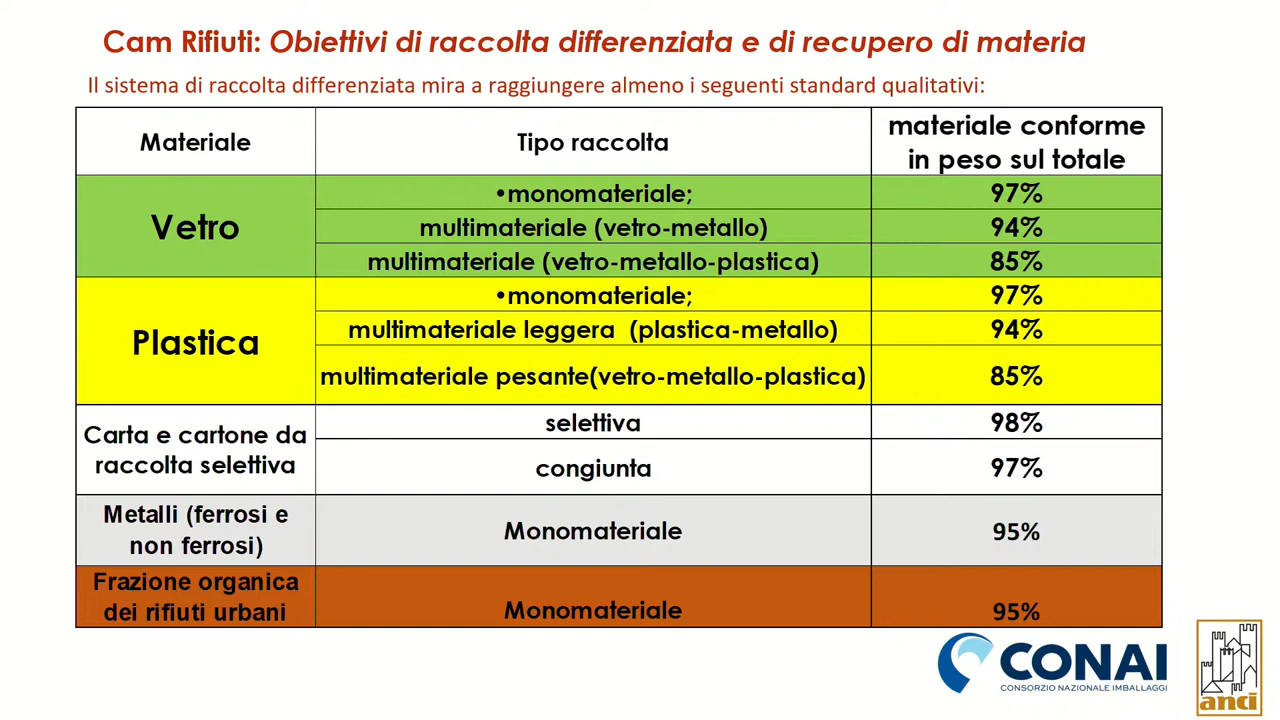 Cam Rifiuti: Obiettivi di raccolta differenziata e di recupero di materia
Il sistema di raccolta differenziata mira a raggiungere almeno i seguenti standard qualitativi:
Materiale
Tipo raccolta
materiale conforme
in peso sul totale
Vetro
•monomateriale;
97%
multimateriale (vetro-metallo)
94%
multimateriale (vetro-metallo-plastica)
85%
Plastica
•monomateriale;
97%
multimateriale leggera (plastica-metallo)
94%
multimateriale pesante(vetro-metallo-plastica)
85%
Carta e cartone da
raccolta selettiva
selettiva
98%
congiunta
97%
Metalli (ferrosi e
non ferrosi)
Monomateriale
95%
Frazione organica
dei rifiuti urbani
Monomateriale
95%
CONAI
CONSORZIO NAZIONALE IMBALLAGGI
anci